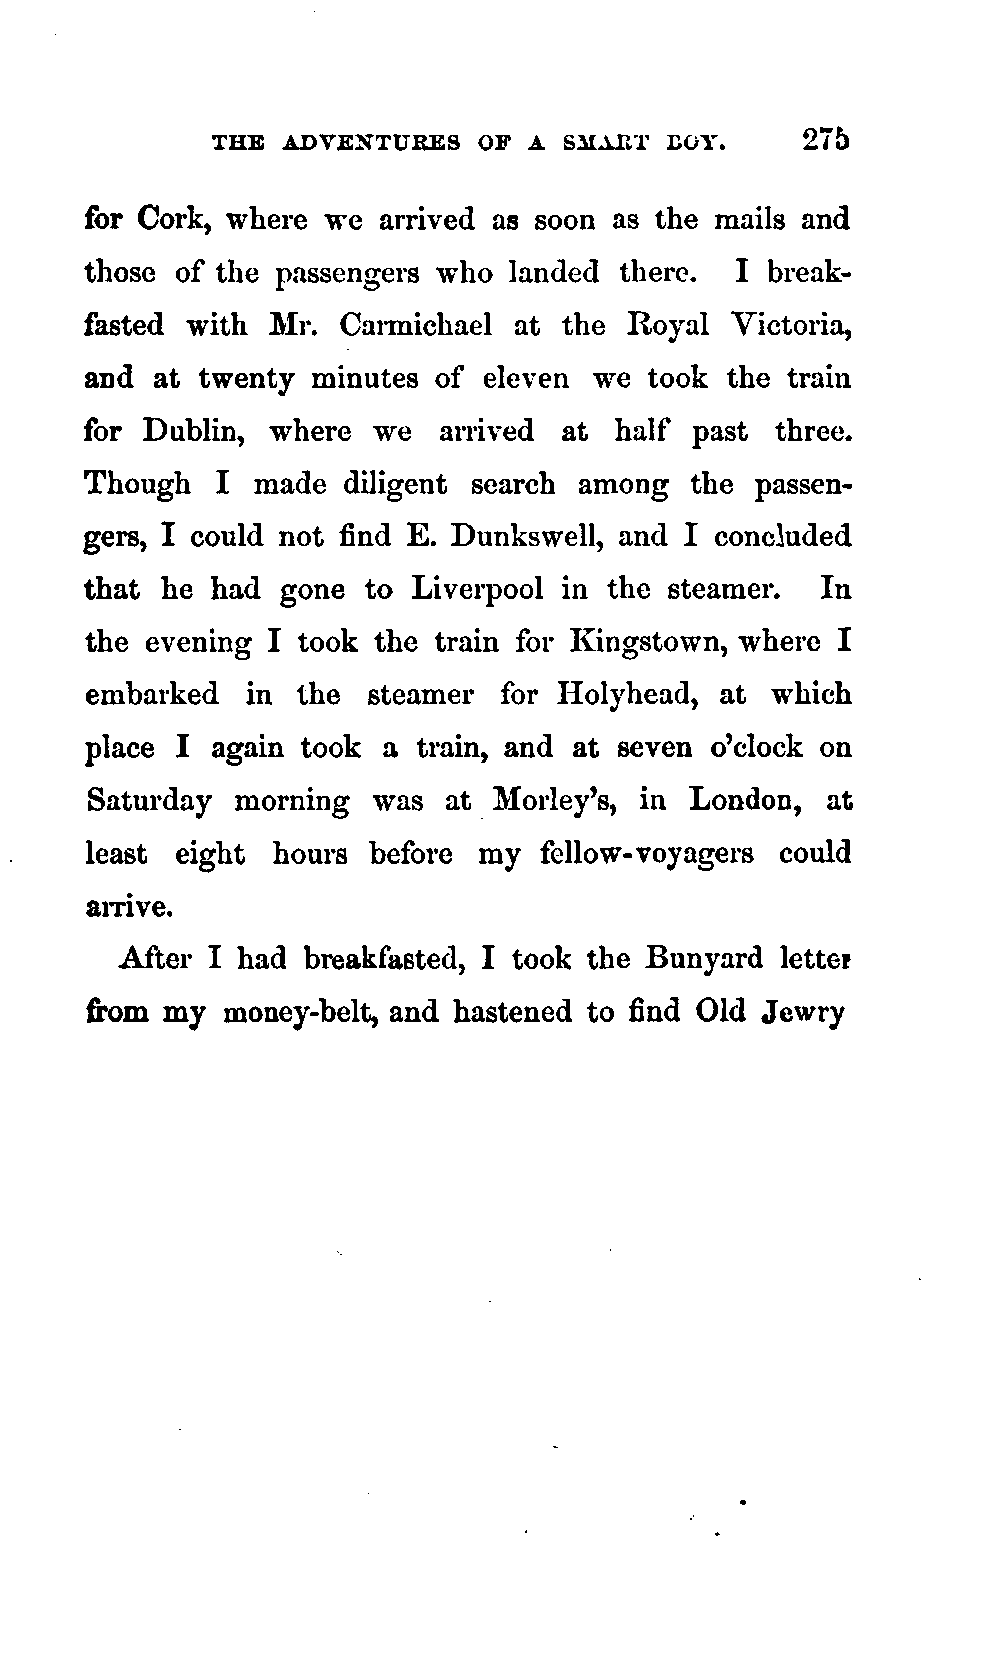 THE ADVENTURES OF A SMART BOY. 275
for Cork, where we arrived as soon as the mails and
those of the passengers who landed there. I break-
fasted with Mr. Carmichael at the Royal Victoria,
and at twenty minutes of eleven we took the train
for Dublin, where we arrived at half past three.
Though I made diligent search among the passen-
gers, I could not find E. Dunkswell, and I concluded
that he had gone to Liverpool in the steamer. In
the evening I took the train for Kingstown, where I
embarked in the steamer for Holyhead, at which
place I again took a train, and at seven o'clock on
Saturday morning was at Morley's, in London, at
least eight hours before my fellow-voyagers could
arrive.
After I had breakfasted, I took the Bunyard letter
from my money-belt, and hastened to find Old Jewry